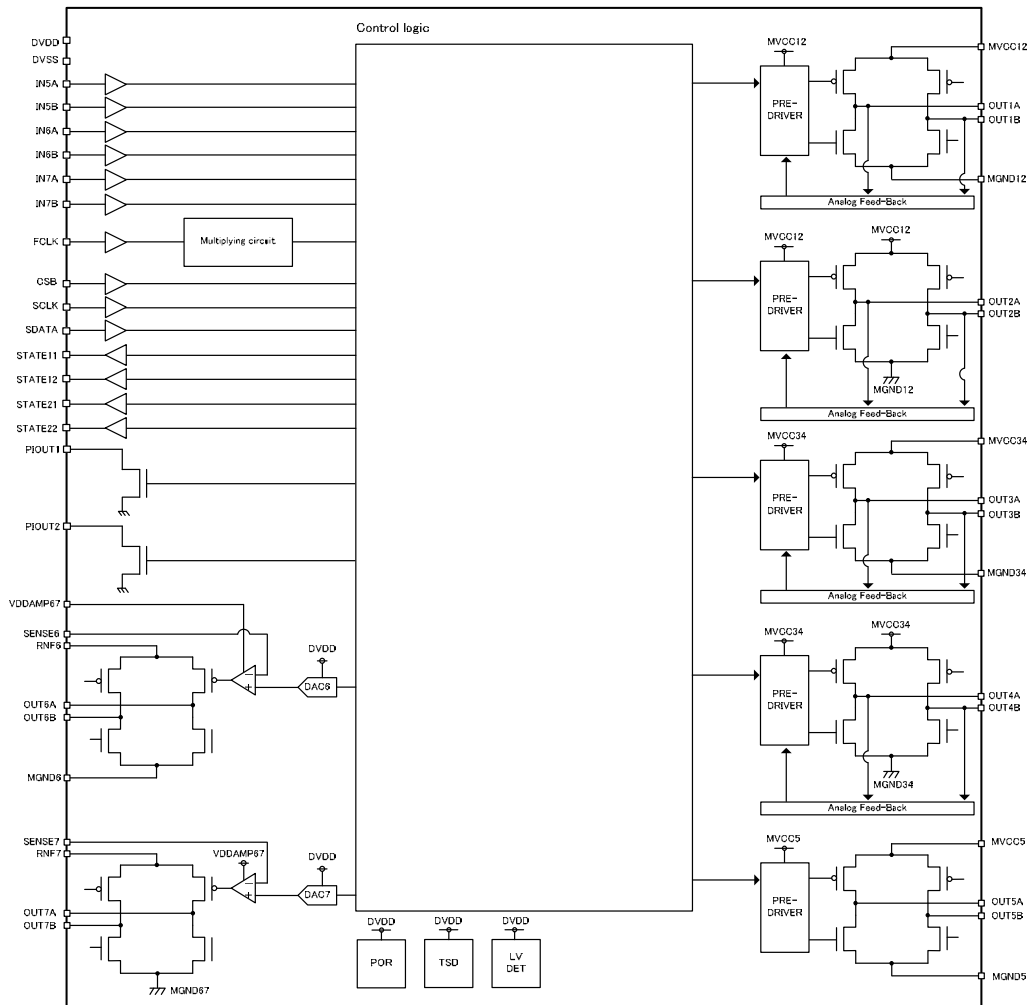 Control logic
DVDD
DVSS
IN5A
IN5B
IN6A
IN6B
IN7A
IN7B
FCLK
Multiplying circuit
CSB
SCLK
SDATA
STATE11
STATE12
STATE21
STATE22
PIOUT1
PIOUT2
VDDAMP67
SENSE6
RNF6
DVDD
DAC6
OUT6A
OUT6B
MGND6
SENSE7
RNF7
VDDAMP67
DVDD
DAC7
OUT7A
OUT7B
MGND67
DVDD
POR
DVDD
TSD
DVDD
LV
DET
MVCC12
MVCC12
PRE-
DRIVER
OUT1A
OUT1B
MGND12
Analog Feed-Back
MVCC12
MVCC12
PRE-
DRIVER
OUT2A
OUT2B
MGND12
Analog Feed-Back
MVCC34
MVCC34
PRE-
DRIVER
OUT3A
OUT3B
MGND34
Analog Feed-Back
MVCC34
MVCC34
PRE-
DRIVER
OUT4A
OUT4B
MGND34
Analog Feed-Back
MVCC5
MVCC5
PRE-
DRIVER
OUT5A
OUT5B
MGND5